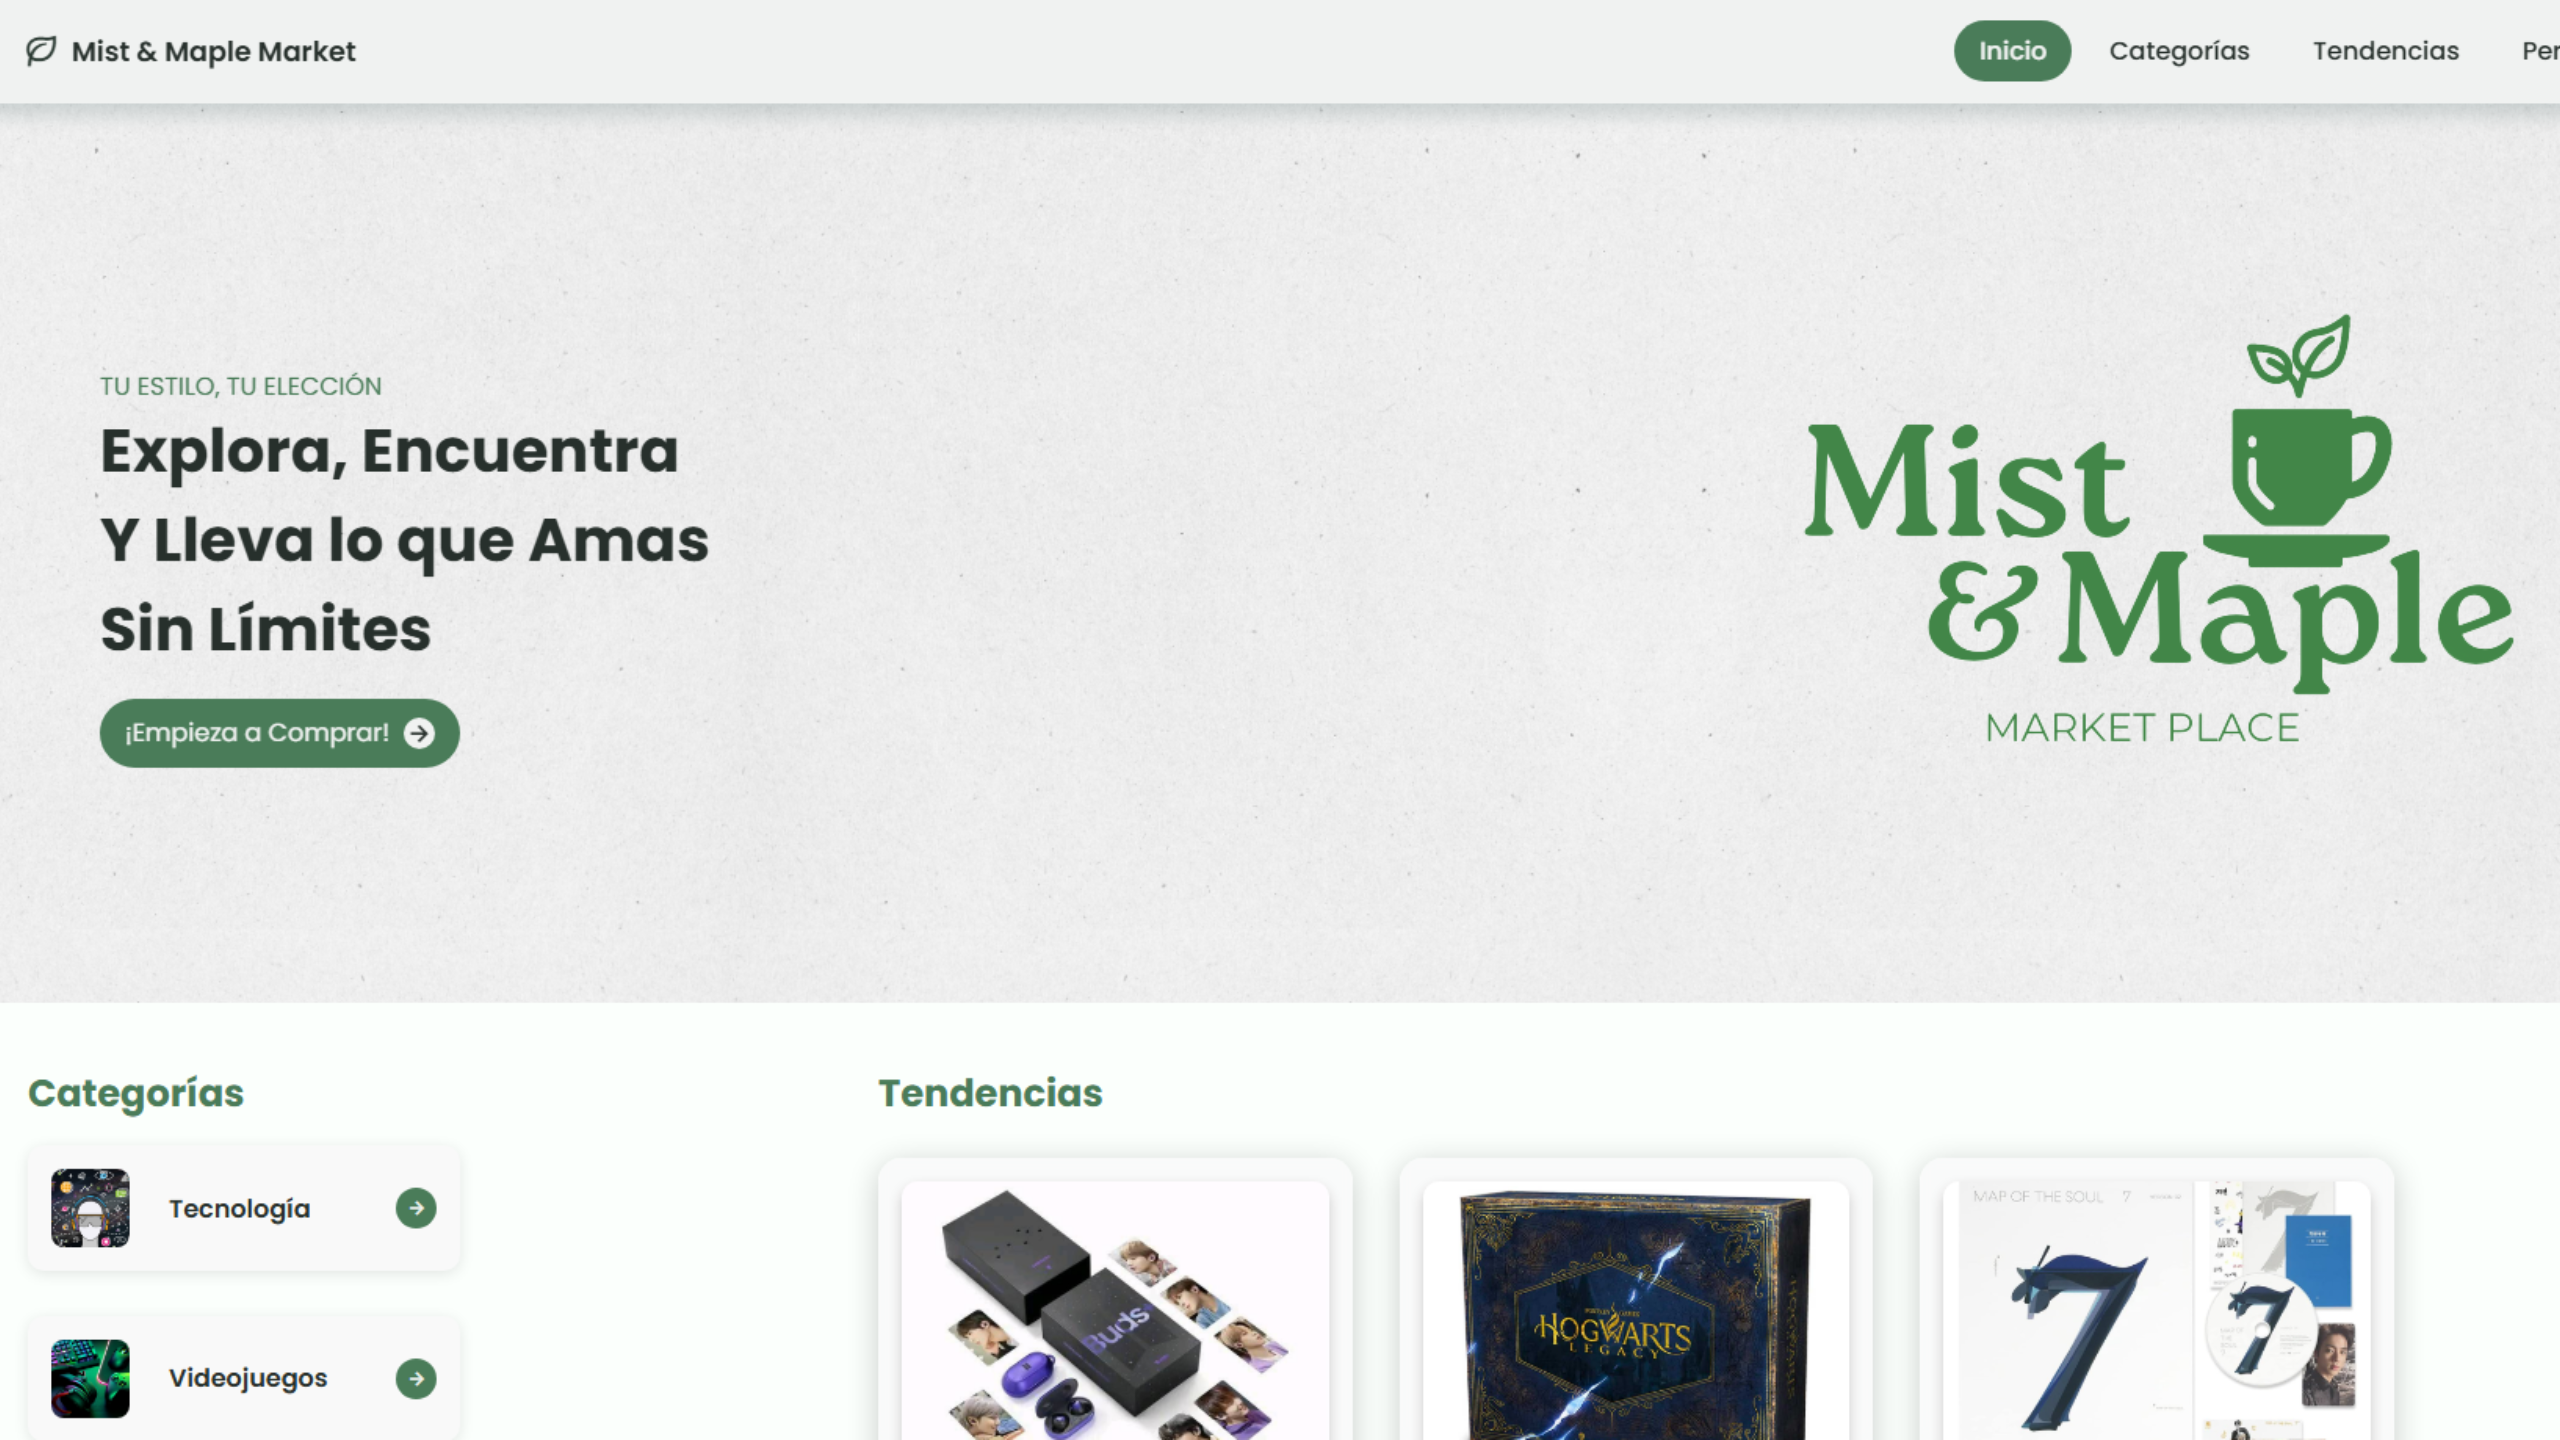 Mist & Maple Market
Inicio
Categorías
Tendencias
Per
TU ESTILO, TU ELECCIÓN
Explora, Encuentra
Y Lleva lo que Amas
Sin Límites
¡Empieza a Comprar!
Mist
& Maple
MARKET PLACE
Categorías
Tecnología
Videojuegos
Tendencias
Buds
HOGWARTS
LEGACY
MAP OF THE SOUL 7
7
7